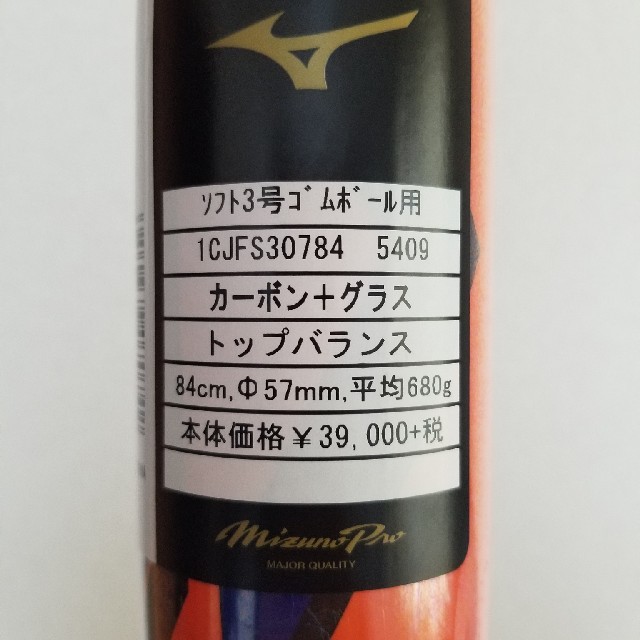 ソフト3号ゴムボール用
1CJFS30784 5409
カーボン+グラス
トップバランス
84cm,Φ57mm,平均680g
本体価格￥39,000+税
Mizuno Pro
MAJOR QUALITY